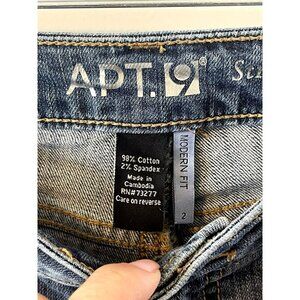 APT.9®
98% Cotton
2% Spandex
Made in
Cambodia
RN#73277
Care on reverse
MODERN FIT
2